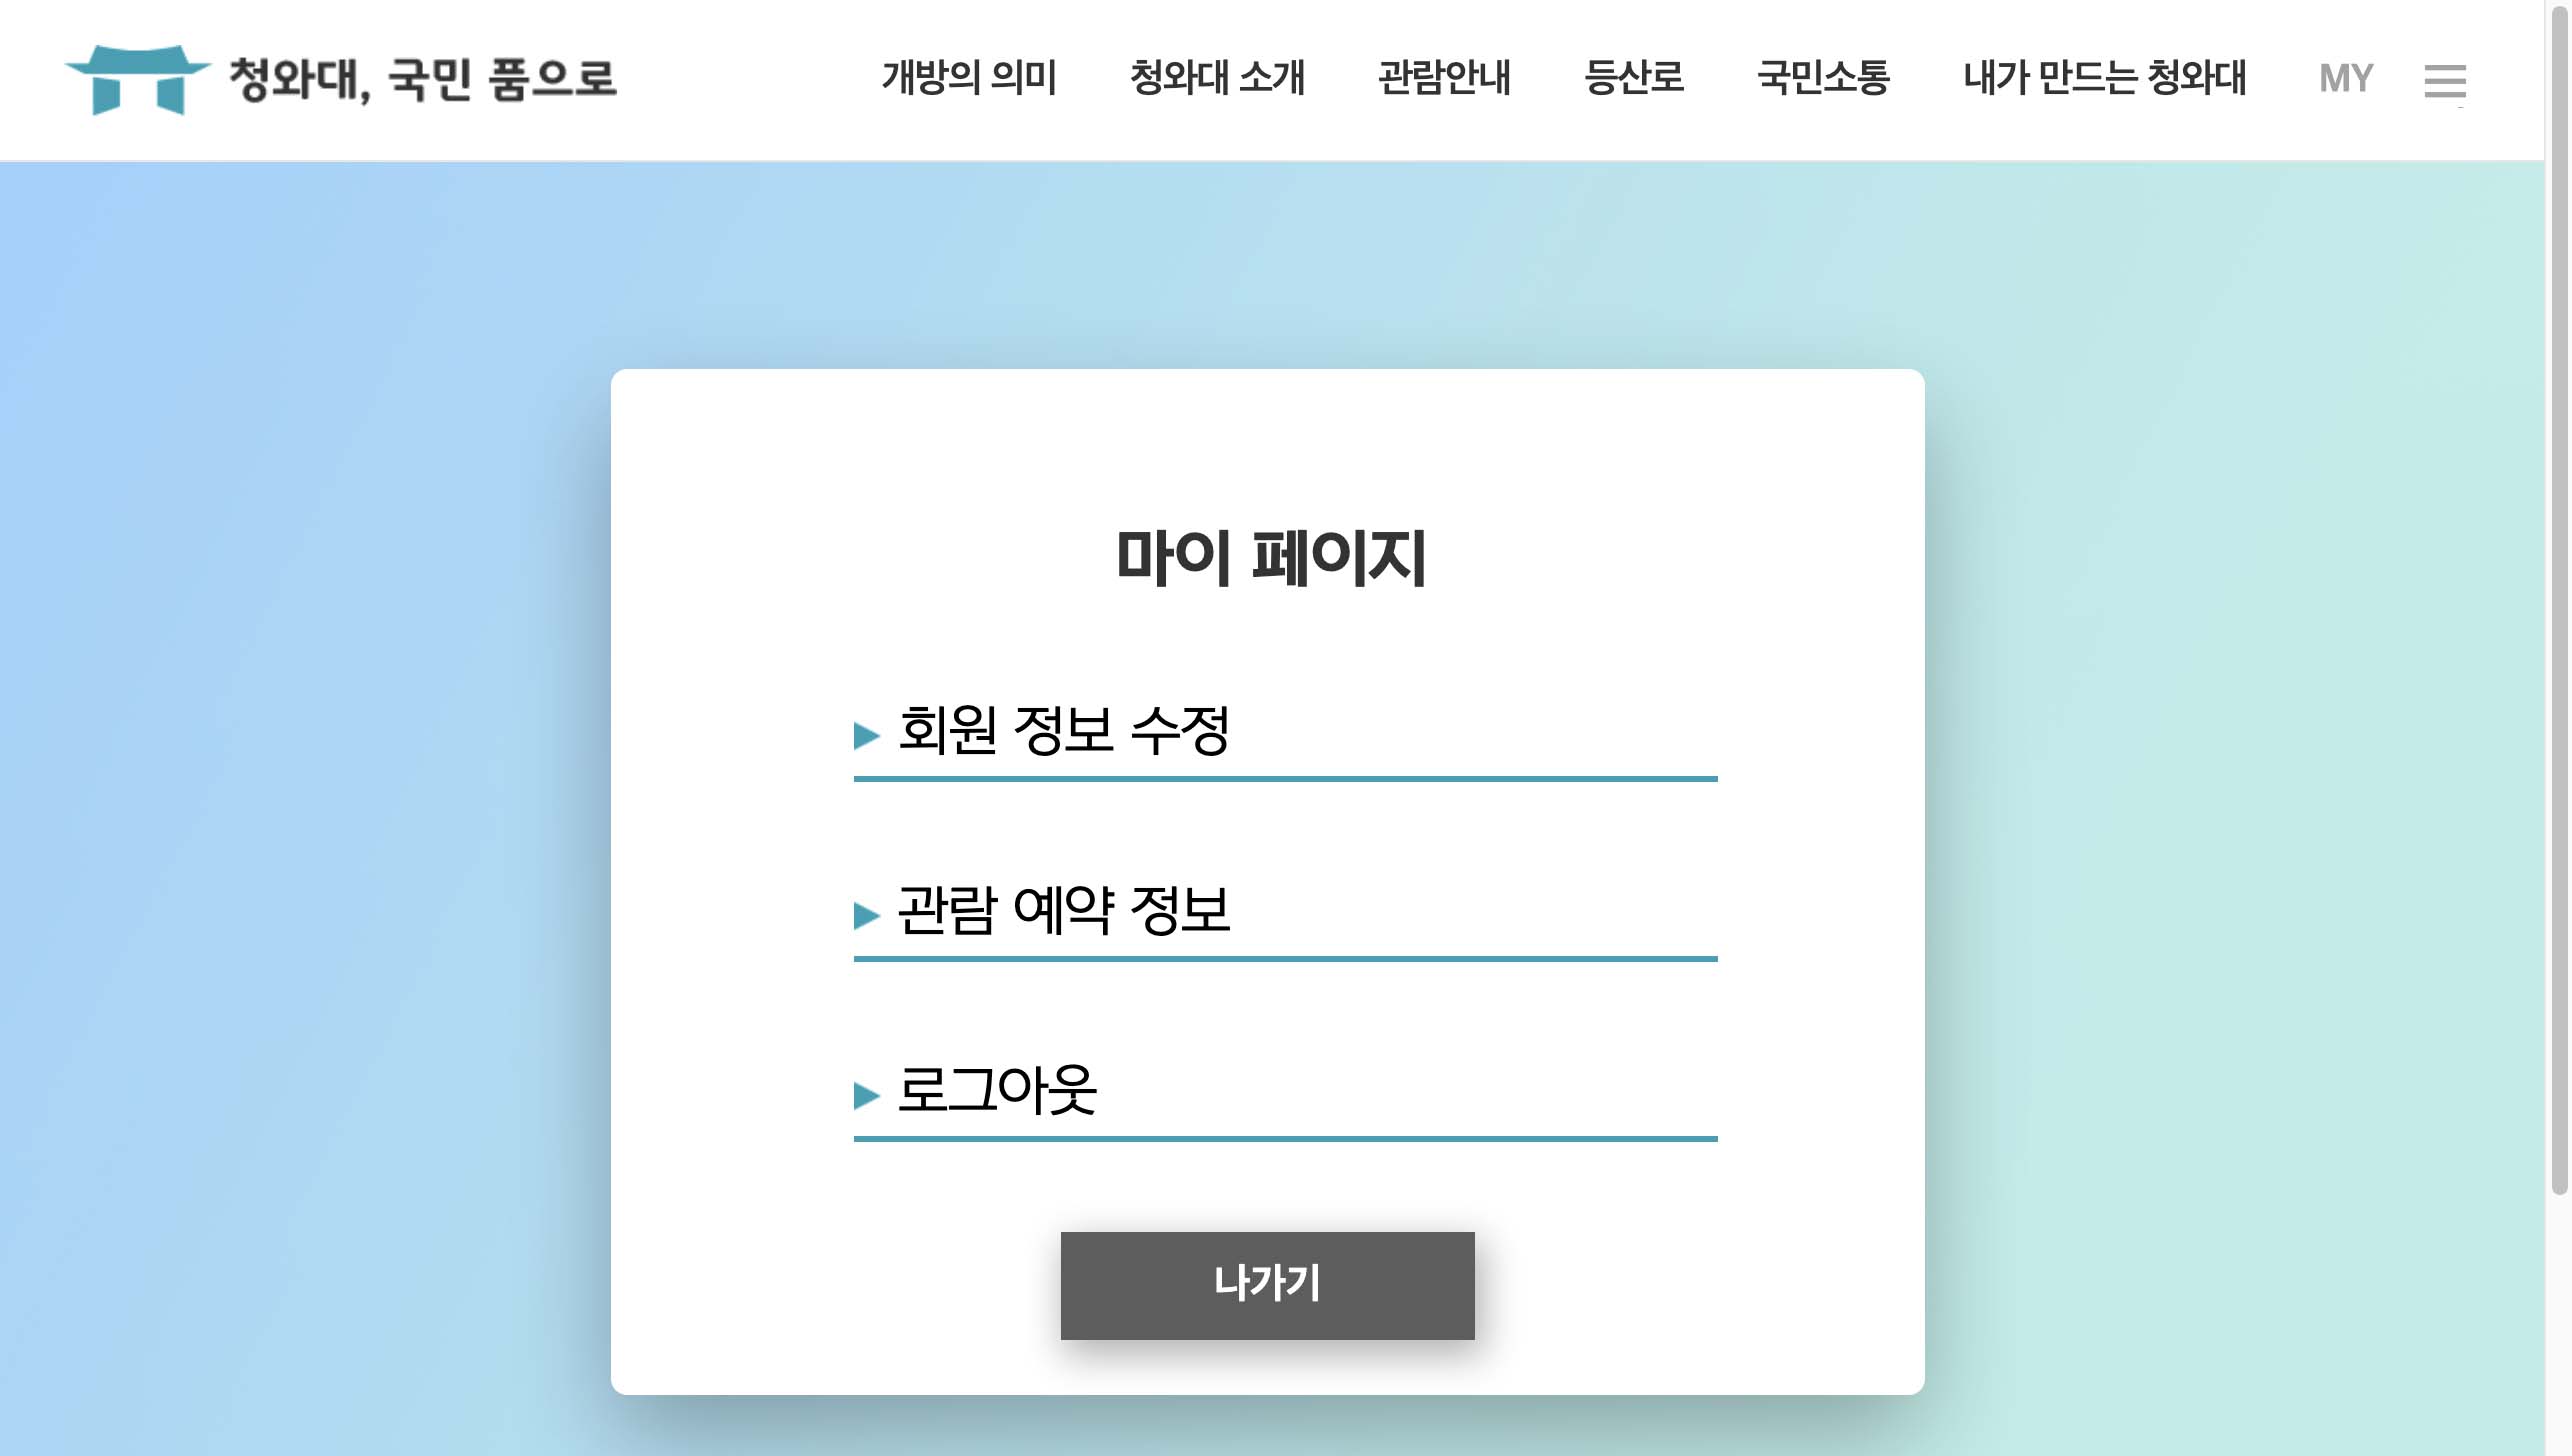 청와대, 국민 품으로
개방의 의미 청와대 소개 관람안내 등산로 국민소통 내가 만드는 청와대 MY
마이 페이지
▶ 회원 정보 수정
▶ 관람 예약 정보
▶ 로그아웃
나가기